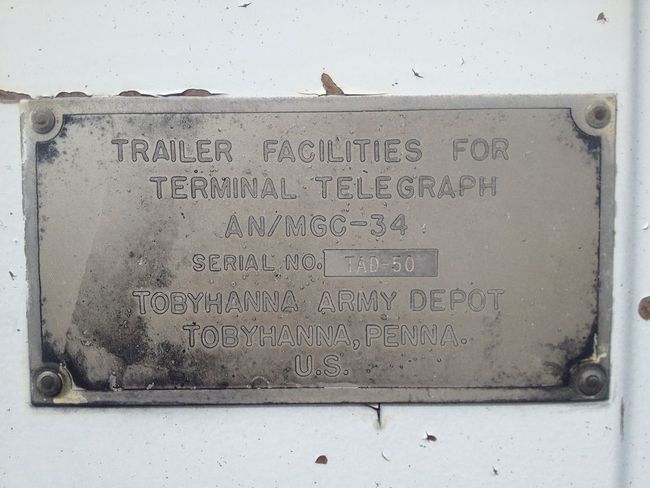 TRAILER FACILITIES FOR
TERMINAL TELEGRAPH
AN/MGC-34
SERIAL NO. TAD-50
TOBYHANNA ARMY DEPOT
TOBYHANNA, PENNA.
U.S.